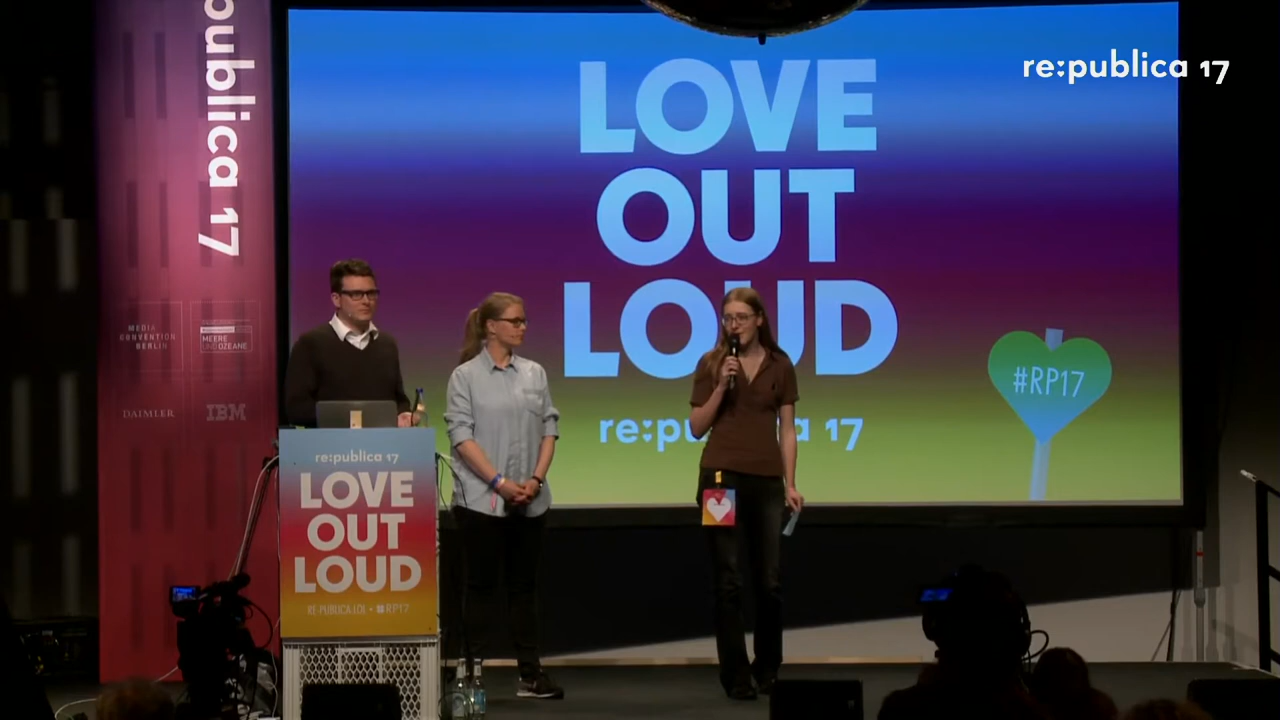 re:publica 17
publica 17
LOVE
OUT
LOUD
#RP17
re:pu a 17
MEDIA
CONVENTION
BERLIN
MEERE
UND OZEANE
DAIMLER
IBM
re:publica 17
LOVE
OUT
LOUD
RE-PUBLICA.LOL • #RP17